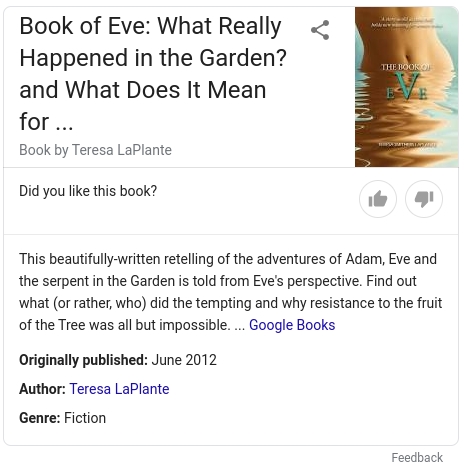 Book of Eve: What Really
Happened in the Garden?
and What Does It Mean
for ...
Book by Teresa LaPlante
THE BOOK OF
EVE
Did you like this book?
This beautifully-written retelling of the adventures of Adam, Eve and
the serpent in the Garden is told from Eve's perspective. Find out
what (or rather, who) did the tempting and why resistance to the fruit
of the Tree was all but impossible. ... Google Books
Originally published: June 2012
Author: Teresa LaPlante
Genre: Fiction
Feedback